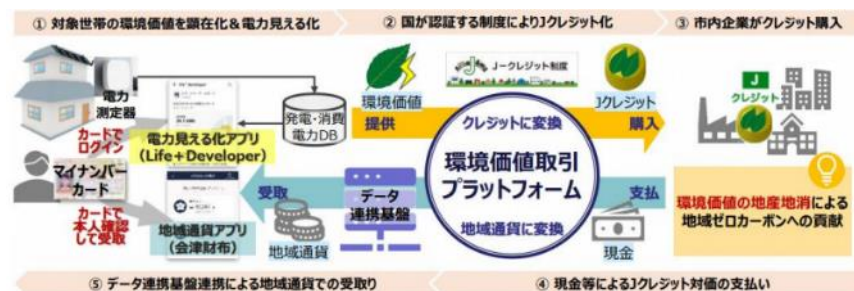 ① 対象世帯の環境価値を顕在化&電力見える化
② 国が認証する制度によりJクレジット化
③ 市内企業がクレジット購入
電力
測定器
カードで
ログイン
電力見える化アプリ
(Life+Developer)
発電・消費
電力DB
マイナンバー
カード
カードで
本人確認
して受取
地域通貨アプリ
(会津財布)
受取
地域通貨
データ
連携基盤
環境価値
提供
J-クレジット制度
Jクレジット
購入
クレジットに変換
環境価値取引
プラットフォーム
地域通貨に変換
支払
現金
J
クレジット
環境価値の地産地消による
地域ゼロカーボンへの貢献
⑤ データ連携基盤連携による地域通貨での受取り
④ 現金等によるJクレジット対価の支払い